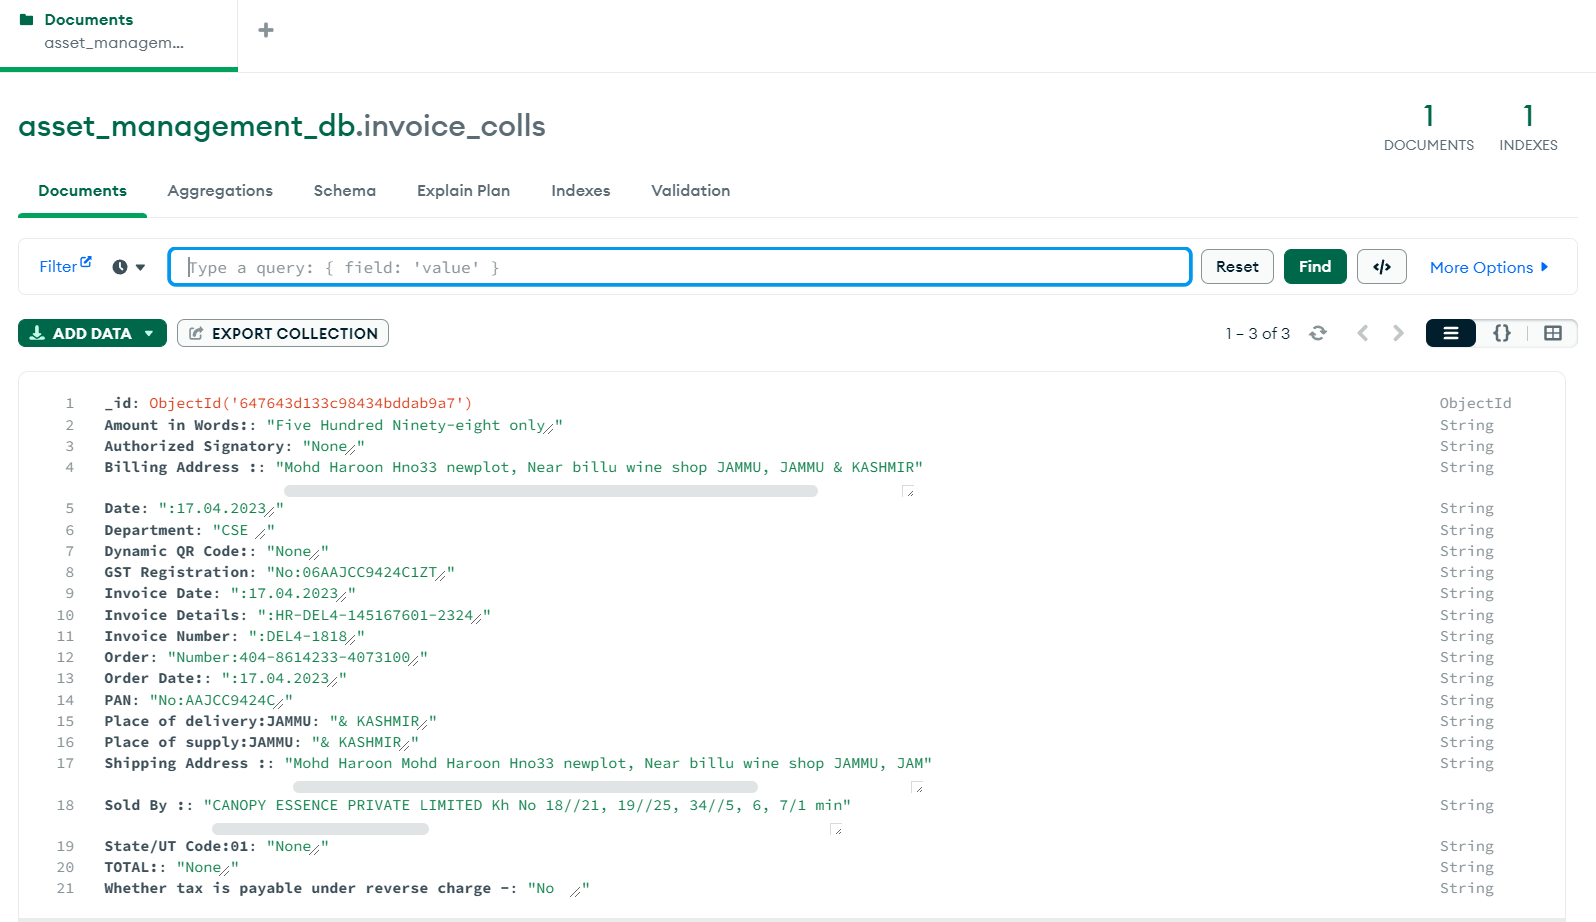 Documents
asset_managem...
asset_management_db.invoice_colls
1
DOCUMENTS
1
INDEXES
Documents
Aggregations
Schema
Explain Plan
Indexes
Validation
Filter
Type a query: { field: 'value' }
Reset
Find
</>
More Options
ADD DATA
EXPORT COLLECTION
1 – 3 of 3
{}
1 _id: ObjectId('647643d133c98434bddab9a7') ObjectId
2 Amount in Words:: "Five Hundred Ninety-eight only" String
3 Authorized Signatory: "None" String
4 Billing Address :: "Mohd Haroon Hno33 newplot, Near billu wine shop JAMMU, JAMMU & KASHMIR" String
5 Date: ":17.04.2023" String
6 Department: "CSE " String
7 Dynamic QR Code:: "None" String
8 GST Registration: "No:06AAJCC9424C1ZT" String
9 Invoice Date: ":17.04.2023" String
10 Invoice Details: ":HR-DEL4-145167601-2324" String
11 Invoice Number: ":DEL4-1818" String
12 Order: "Number:404-8614233-4073100" String
13 Order Date:: ":17.04.2023" String
14 PAN: "No:AAJCC9424C" String
15 Place of delivery:JAMMU: "& KASHMIR" String
16 Place of supply:JAMMU: "& KASHMIR" String
17 Shipping Address :: "Mohd Haroon Mohd Haroon Hno33 newplot, Near billu wine shop JAMMU, JAM" String
18 Sold By :: "CANOPY ESSENCE PRIVATE LIMITED Kh No 18//21, 19//25, 34//5, 6, 7/1 min" String
19 State/UT Code:01: "None" String
20 TOTAL:: "None" String
21 Whether tax is payable under reverse charge -: "No " String